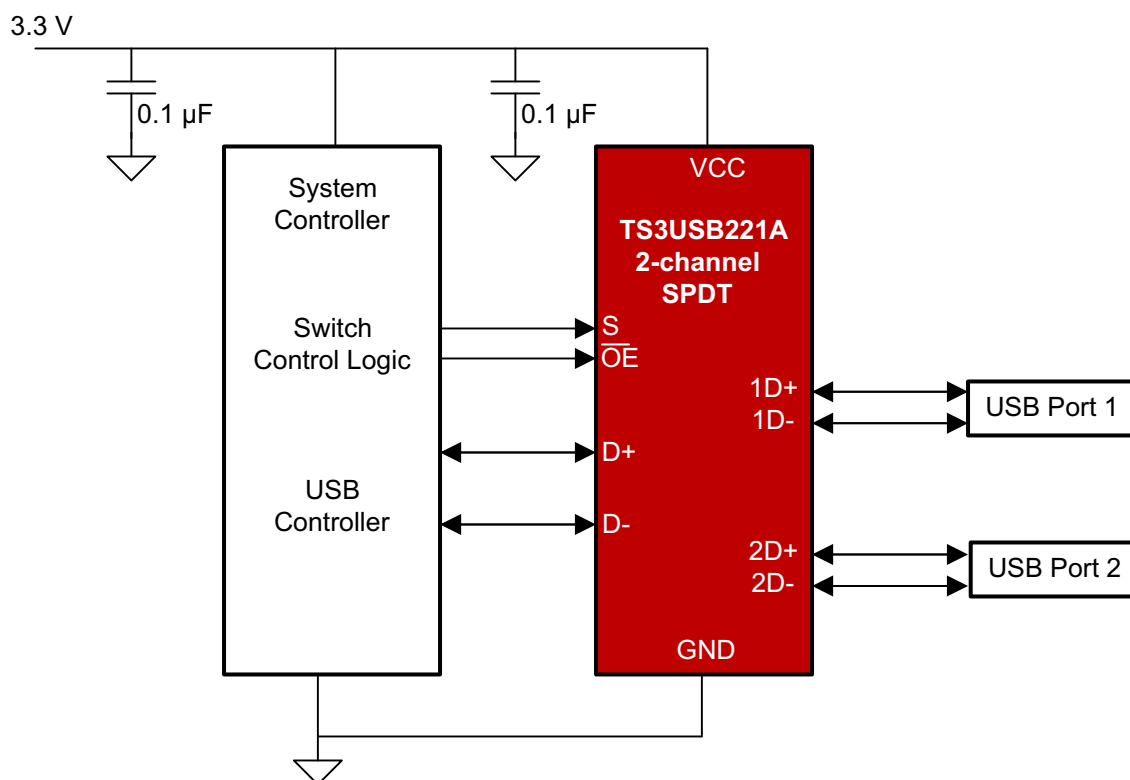 3.3 V
0.1 µF
0.1 µF
System
Controller
Switch
Control Logic
USB
Controller
VCC
TS3USB221A
2-channel
SPDT
S
OE
D+
D-
1D+
1D-
2D+
2D-
GND
USB Port 1
USB Port 2